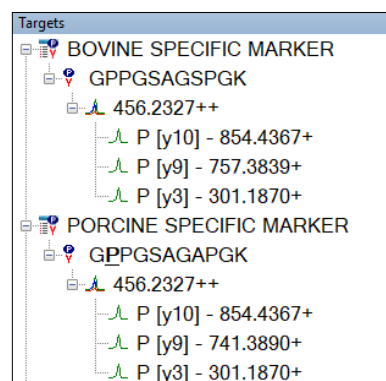 Targets
BOVINE SPECIFIC MARKER
GPPGSAGSPGK
456.2327++
P [y10] - 854.4367+
P [y9] - 757.3839+
P [y3] - 301.1870+
PORCINE SPECIFIC MARKER
GPPGSAGAPGK
456.2327++
P [y10] - 854.4367+
P [y9] - 741.3890+
P [y3] - 301.1870+